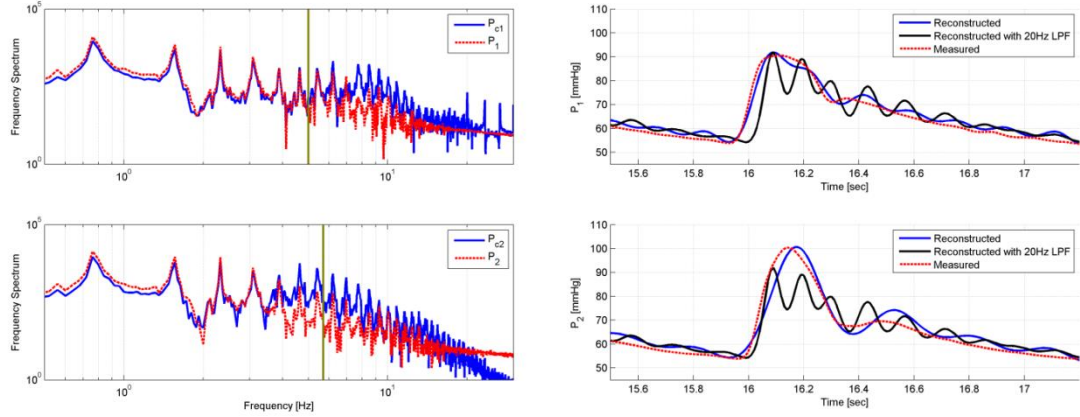 10^5
P_c1
P_1
Frequency Spectrum
10^0
10^0
10^1
110
Reconstructed
100
Reconstructed with 20Hz LPF
Measured
90
P_1 [mmHg]
80
70
60
50
15.6 15.8 16 16.2 16.4 16.6 16.8 17
Time [sec]
10^5
P_c2
P_2
Frequency Spectrum
10^0
10^0
10^1
Frequency [Hz]
110
Reconstructed
100
Reconstructed with 20Hz LPF
Measured
90
P_2 [mmHg]
80
70
60
50
15.6 15.8 16 16.2 16.4 16.6 16.8 17
Time [sec]